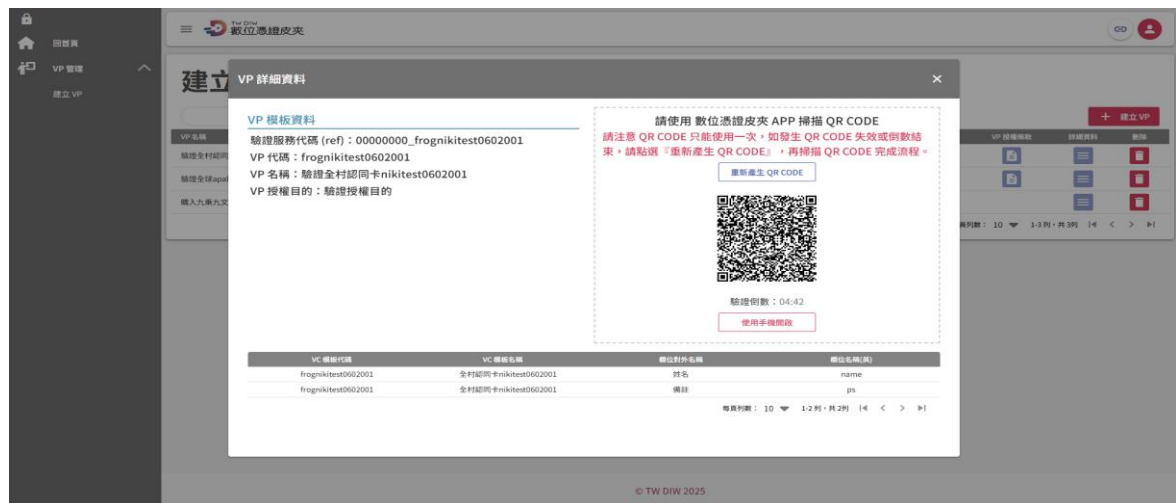 TW DIW
數位憑證皮夾
回首頁
VP 管理
建立 VP
建立
+ 建立 VP
VP 名稱
VP 授權條款
詳細資料
刪除
驗證全村認同
驗證全球apa
購入九乘九文
頁列數： 10
1-3 列，共 3列
VP 詳細資料
VP 模板資料
驗證服務代碼 (ref)：00000000_frognikitest0602001
VP 代碼：frognikitest0602001
VP 名稱：驗證全村認同卡nikitest0602001
VP 授權目的：驗證授權目的
請使用 數位憑證皮夾 APP 掃描 QR CODE
請注意 QR CODE 只能使用一次，如發生 QR CODE 失效或倒數結
束，請點選『重新產生 QR CODE』，再掃描 QR CODE 完成流程。
重新產生 QR CODE
驗證倒數：04:42
使用手機開啟
VC 模板代碼 VC 模板名稱 欄位對外名稱 欄位名稱(英)
frognikitest0602001 全村認同卡nikitest0602001 姓名 name
frognikitest0602001 全村認同卡nikitest0602001 備註 ps
每頁列數： 10 1-2 列，共 2列
© TW DIW 2025